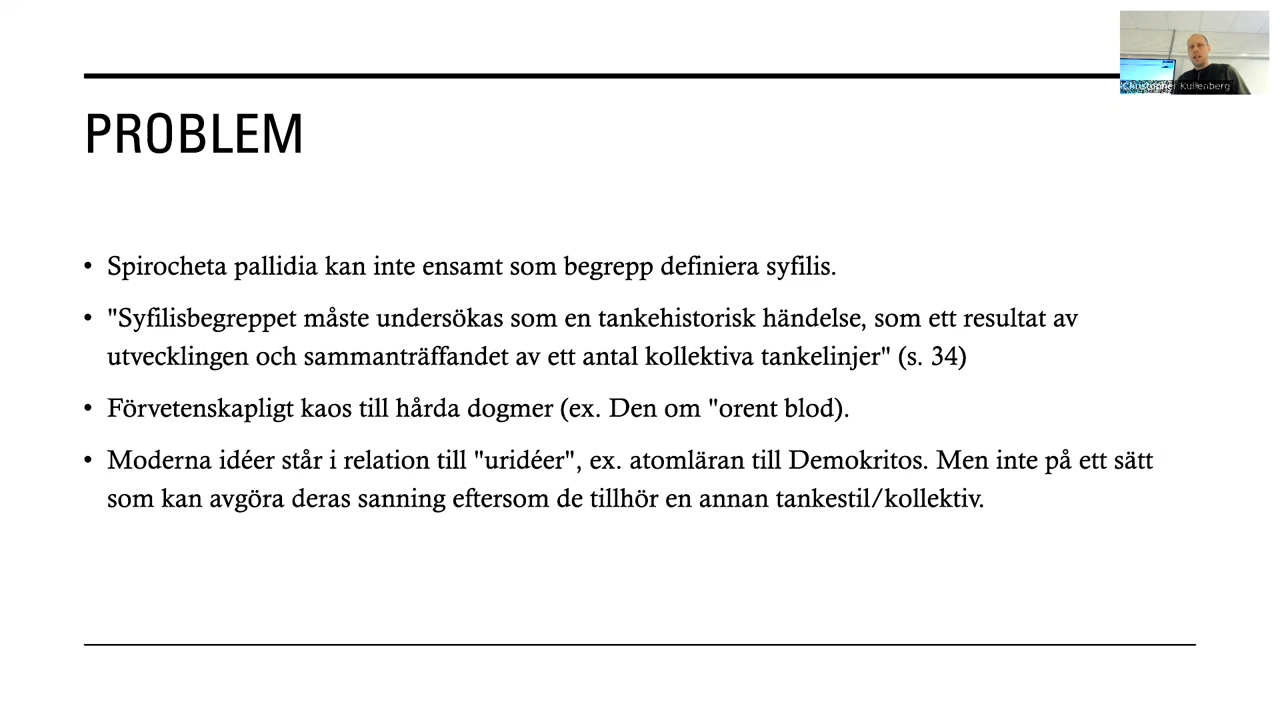 Christopher Kullenberg
PROBLEM
• Spirocheta pallidia kan inte ensamt som begrepp definiera syfilis.
• "Syfilisbegreppet måste undersökas som en tankehistorisk händelse, som ett resultat av
utvecklingen och sammanträffandet av ett antal kollektiva tankelinjer" (s. 34)
• Förvetenskapligt kaos till hårda dogmer (ex. Den om "orent blod).
• Moderna idéer står i relation till "uridéer", ex. atomläran till Demokritos. Men inte på ett sätt
som kan avgöra deras sanning eftersom de tillhör en annan tankestil/kollektiv.